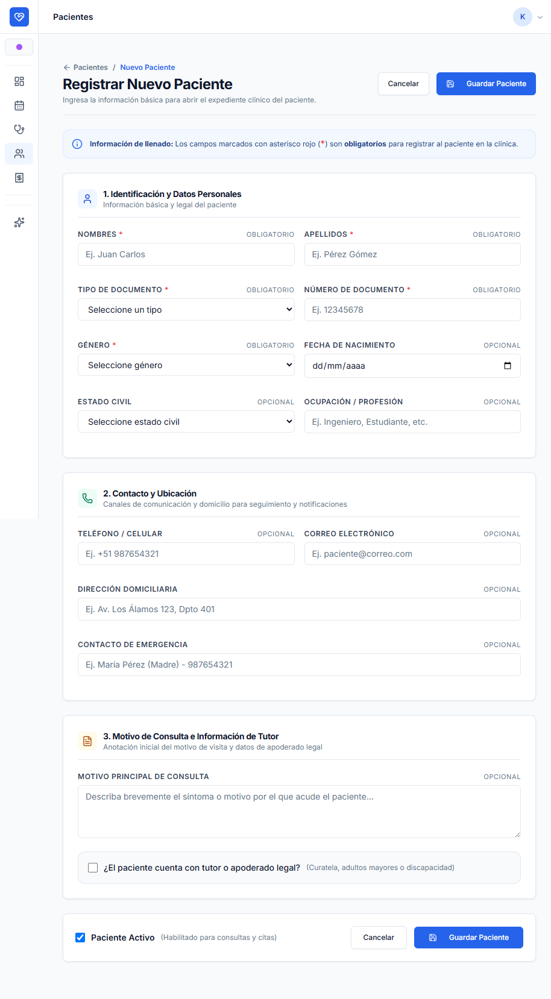 Pacientes
K
← Pacientes / Nuevo Paciente
Registrar Nuevo Paciente
Ingresa la información básica para abrir el expediente clínico del paciente.
Cancelar
Guardar Paciente
Información de llenado: Los campos marcados con asterisco rojo (*) son obligatorios para registrar al paciente en la clínica.
1. Identificación y Datos Personales
Información básica y legal del paciente
NOMBRES * OBLIGATORIO
Ej. Juan Carlos
APELLIDOS * OBLIGATORIO
Ej. Pérez Gómez
TIPO DE DOCUMENTO * OBLIGATORIO
Seleccione un tipo
NÚMERO DE DOCUMENTO * OBLIGATORIO
Ej. 12345678
GÉNERO * OBLIGATORIO
Seleccione género
FECHA DE NACIMIENTO OPCIONAL
dd/mm/aaaa
ESTADO CIVIL OPCIONAL
Seleccione estado civil
OCUPACIÓN / PROFESIÓN OPCIONAL
Ej. Ingeniero, Estudiante, etc.
2. Contacto y Ubicación
Canales de comunicación y domicilio para seguimiento y notificaciones
TELÉFONO / CELULAR OPCIONAL
Ej. +51 987654321
CORREO ELECTRÓNICO OPCIONAL
Ej. paciente@correo.com
DIRECCIÓN DOMICILIARIA OPCIONAL
Ej. Av. Los Álamos 123, Dpto 401
CONTACTO DE EMERGENCIA OPCIONAL
Ej. María Pérez (Madre) - 987654321
3. Motivo de Consulta e Información de Tutor
Anotación inicial del motivo de visita y datos de apoderado legal
MOTIVO PRINCIPAL DE CONSULTA OPCIONAL
Describa brevemente el síntoma o motivo por el que acude el paciente...
¿El paciente cuenta con tutor o apoderado legal? (Curatela, adultos mayores o discapacidad)
Paciente Activo (Habilitado para consultas y citas)
Cancelar
Guardar Paciente